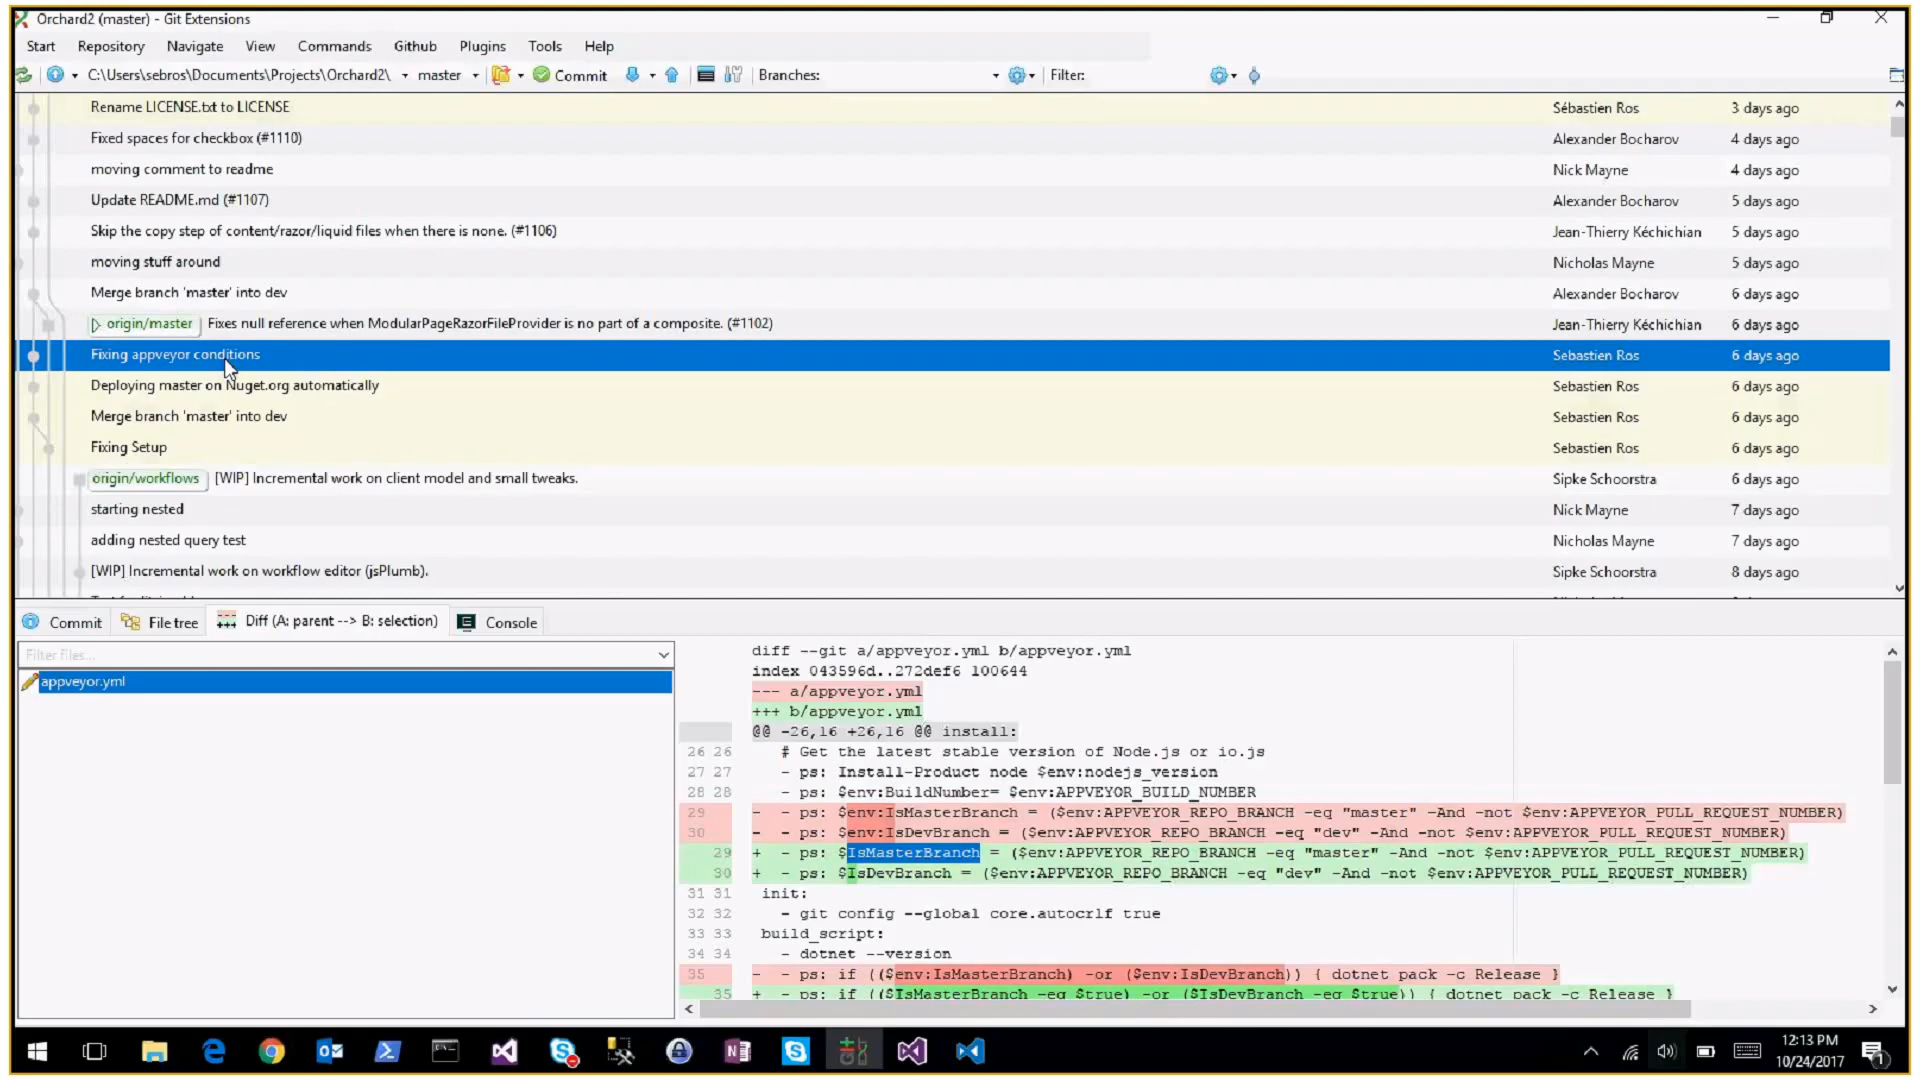 Orchard2 (master) - Git Extensions
Start Repository Navigate View Commands Github Plugins Tools Help
C:\Users\sebros\Documents\Projects\Orchard2\ master Commit Branches: Filter:
Rename LICENSE.txt to LICENSE Sébastien Ros 3 days ago
Fixed spaces for checkbox (#1110) Alexander Bocharov 4 days ago
moving comment to readme Nick Mayne 4 days ago
Update README.md (#1107) Alexander Bocharov 5 days ago
Skip the copy step of content/razor/liquid files when there is none. (#1106) Jean-Thierry Kéchichian 5 days ago
moving stuff around Nicholas Mayne 5 days ago
Merge branch 'master' into dev Alexander Bocharov 6 days ago
origin/master Fixes null reference when ModularPageRazorFileProvider is no part of a composite. (#1102) Jean-Thierry Kéchichian 6 days ago
Fixing appveyor conditions Sebastien Ros 6 days ago
Deploying master on Nuget.org automatically Sebastien Ros 6 days ago
Merge branch 'master' into dev Sebastien Ros 6 days ago
Fixing Setup Sebastien Ros 6 days ago
origin/workflows [WIP] Incremental work on client model and small tweaks. Sipke Schoorstra 6 days ago
starting nested Nick Mayne 7 days ago
adding nested query test Nicholas Mayne 7 days ago
[WIP] Incremental work on workflow editor (jsPlumb). Sipke Schoorstra 8 days ago
Commit File tree Diff (A: parent --> B: selection) Console
Filter files...
appveyor.yml
diff --git a/appveyor.yml b/appveyor.yml
index 043596d..272def6 100644
--- a/appveyor.yml
+++ b/appveyor.yml
@@ -26,16 +26,16 @@ install:
26 26 # Get the latest stable version of Node.js or io.js
27 27 - ps: Install-Product node $env:nodejs_version
28 28 - ps: $env:BuildNumber= $env:APPVEYOR_BUILD_NUMBER
29 - - ps: $env:IsMasterBranch = ($env:APPVEYOR_REPO_BRANCH -eq "master" -And -not $env:APPVEYOR_PULL_REQUEST_NUMBER)
30 - - ps: $env:IsDevBranch = ($env:APPVEYOR_REPO_BRANCH -eq "dev" -And -not $env:APPVEYOR_PULL_REQUEST_NUMBER)
29 + - ps: $IsMasterBranch = ($env:APPVEYOR_REPO_BRANCH -eq "master" -And -not $env:APPVEYOR_PULL_REQUEST_NUMBER)
30 + - ps: $IsDevBranch = ($env:APPVEYOR_REPO_BRANCH -eq "dev" -And -not $env:APPVEYOR_PULL_REQUEST_NUMBER)
31 31 init:
32 32 - git config --global core.autocrlf true
33 33 build_script:
34 34 - dotnet --version
35 - - ps: if (($env:IsMasterBranch) -or ($env:IsDevBranch)) { dotnet pack -c Release }
35 + - ps: if (($IsMasterBranch -eq $true) -or ($IsDevBranch -eq $true)) { dotnet pack -c Release }
12:13 PM
10/24/2017
1